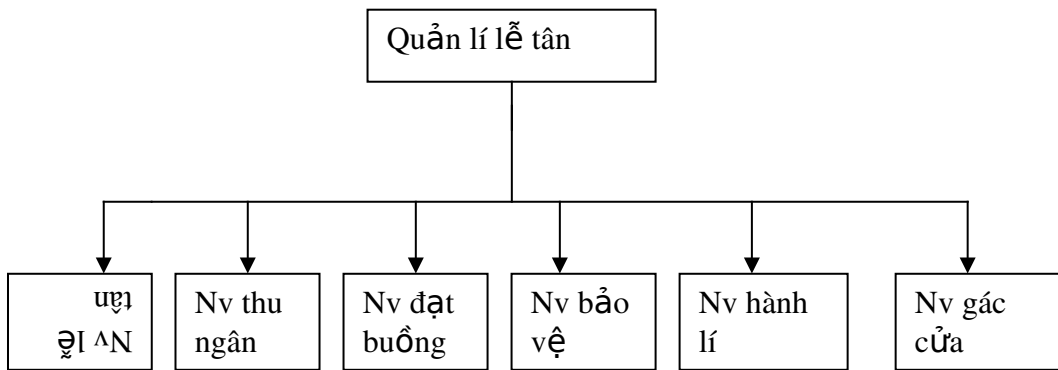 Quản lí lễ tân
Nv lễ
tân
Nv thu
ngân
Nv đạt
buồng
Nv bảo
vệ
Nv hành
lí
Nv gác
cửa